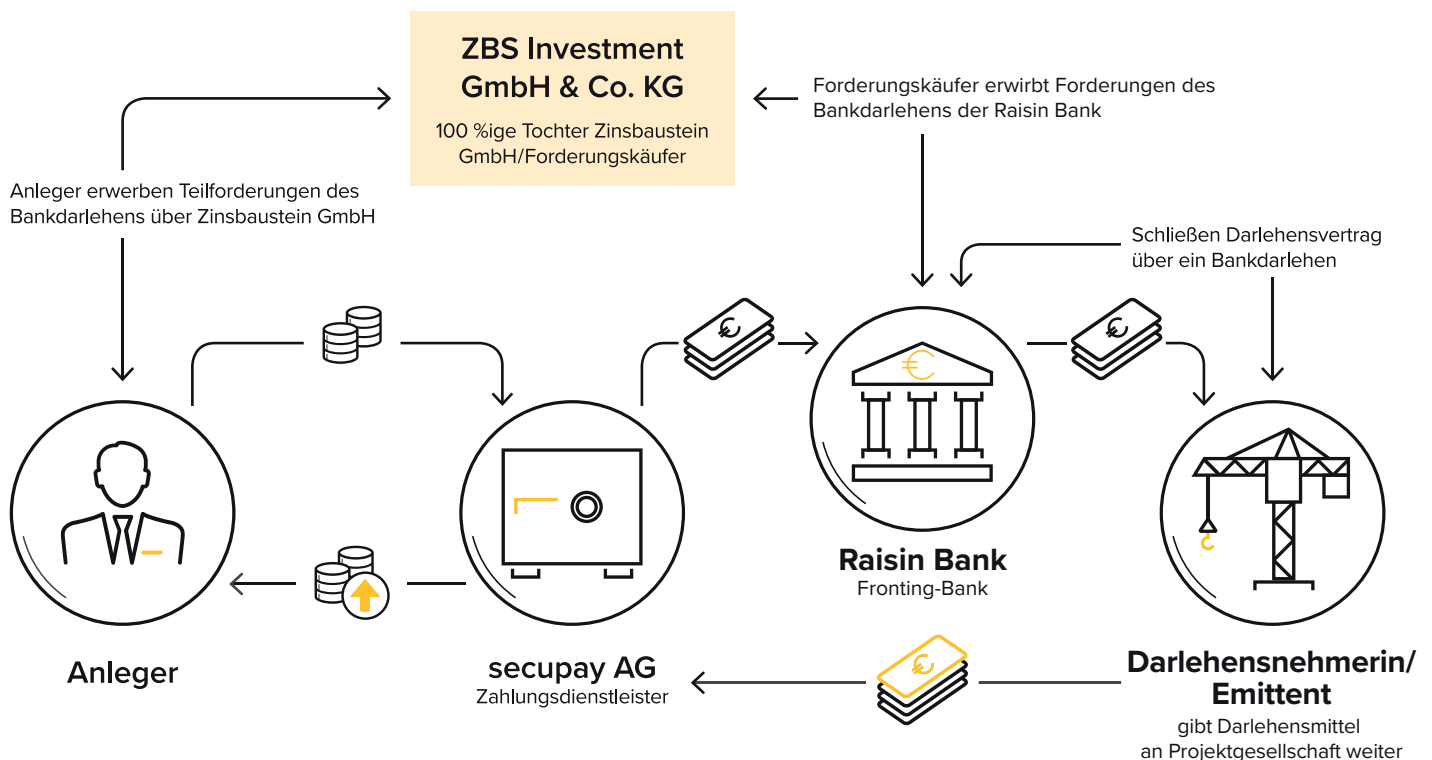 ZBS Investment
GmbH & Co. KG
100 %ige Tochter Zinsbaustein
GmbH/Forderungskäufer
Forderungskäufer erwirbt Forderungen des
Bankdarlehens der Raisin Bank
Anleger erwerben Teilforderungen des
Bankdarlehens über Zinsbaustein GmbH
Schließen Darlehensvertrag
über ein Bankdarlehen
Raisin Bank
Fronting-Bank
Anleger
secupay AG
Zahlungsdienstleister
Darlehensnehmerin/
Emittent
gibt Darlehensmittel
an Projektgesellschaft weiter